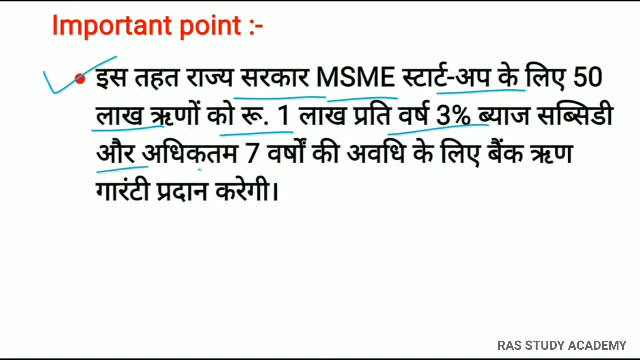 Important point :-
इस तहत राज्य सरकार MSME स्टार्ट-अप के लिए 50
लाख ऋणों को रू. 1 लाख प्रति वर्ष 3% ब्याज सब्सिडी
और अधिकतम 7 वर्षों की अवधि के लिए बैंक ऋण
गारंटी प्रदान करेगी।
RAS STUDY ACADEMY